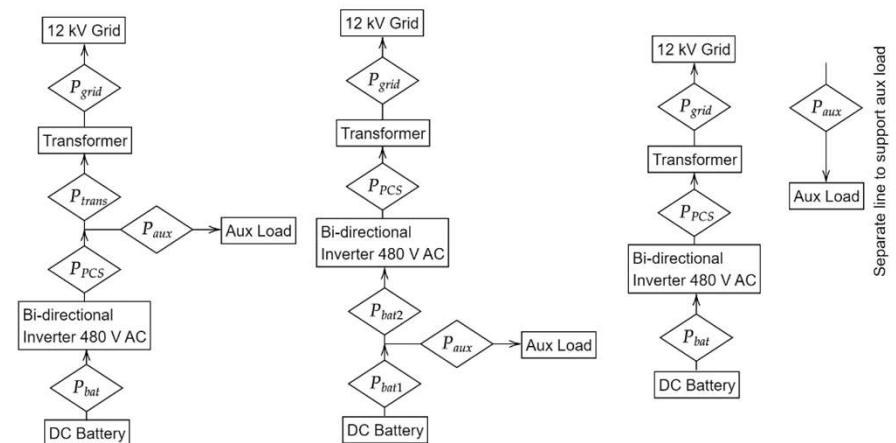 12 kV Grid
P_grid
Transformer
P_trans
P_aux
Aux Load
P_PCS
Bi-directional
Inverter 480 V AC
P_bat
DC Battery
12 kV Grid
P_grid
Transformer
P_PCS
Bi-directional
Inverter 480 V AC
P_bat2
P_aux
Aux Load
P_bat1
DC Battery
12 kV Grid
P_grid
Transformer
P_PCS
Bi-directional
Inverter 480 V AC
P_bat
DC Battery
P_aux
Aux Load
Separate line to support aux load